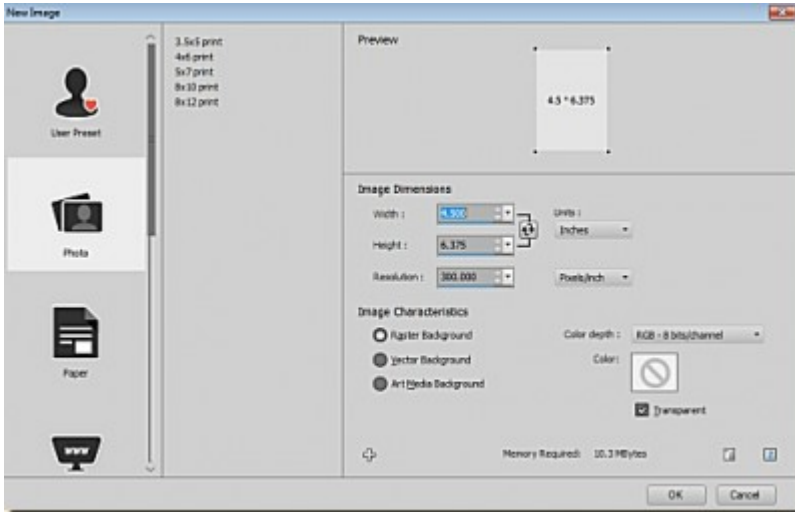 New Image
User Preset
Photo
Paper
www
3.5x5 print
4x6 print
5x7 print
8x10 print
8x12 print
Preview
4.5 * 6.375
Image Dimensions
Width : 4.500 Units :
Height : 6.375 Inches
Resolution : 300.000 Pixels/inch
Image Characteristics
Raster Background Color depth : RGB - 8 bits/channel
Vector Background Color:
Art Media Background
Transparent
Memory Required: 10.3 MBytes
OK Cancel